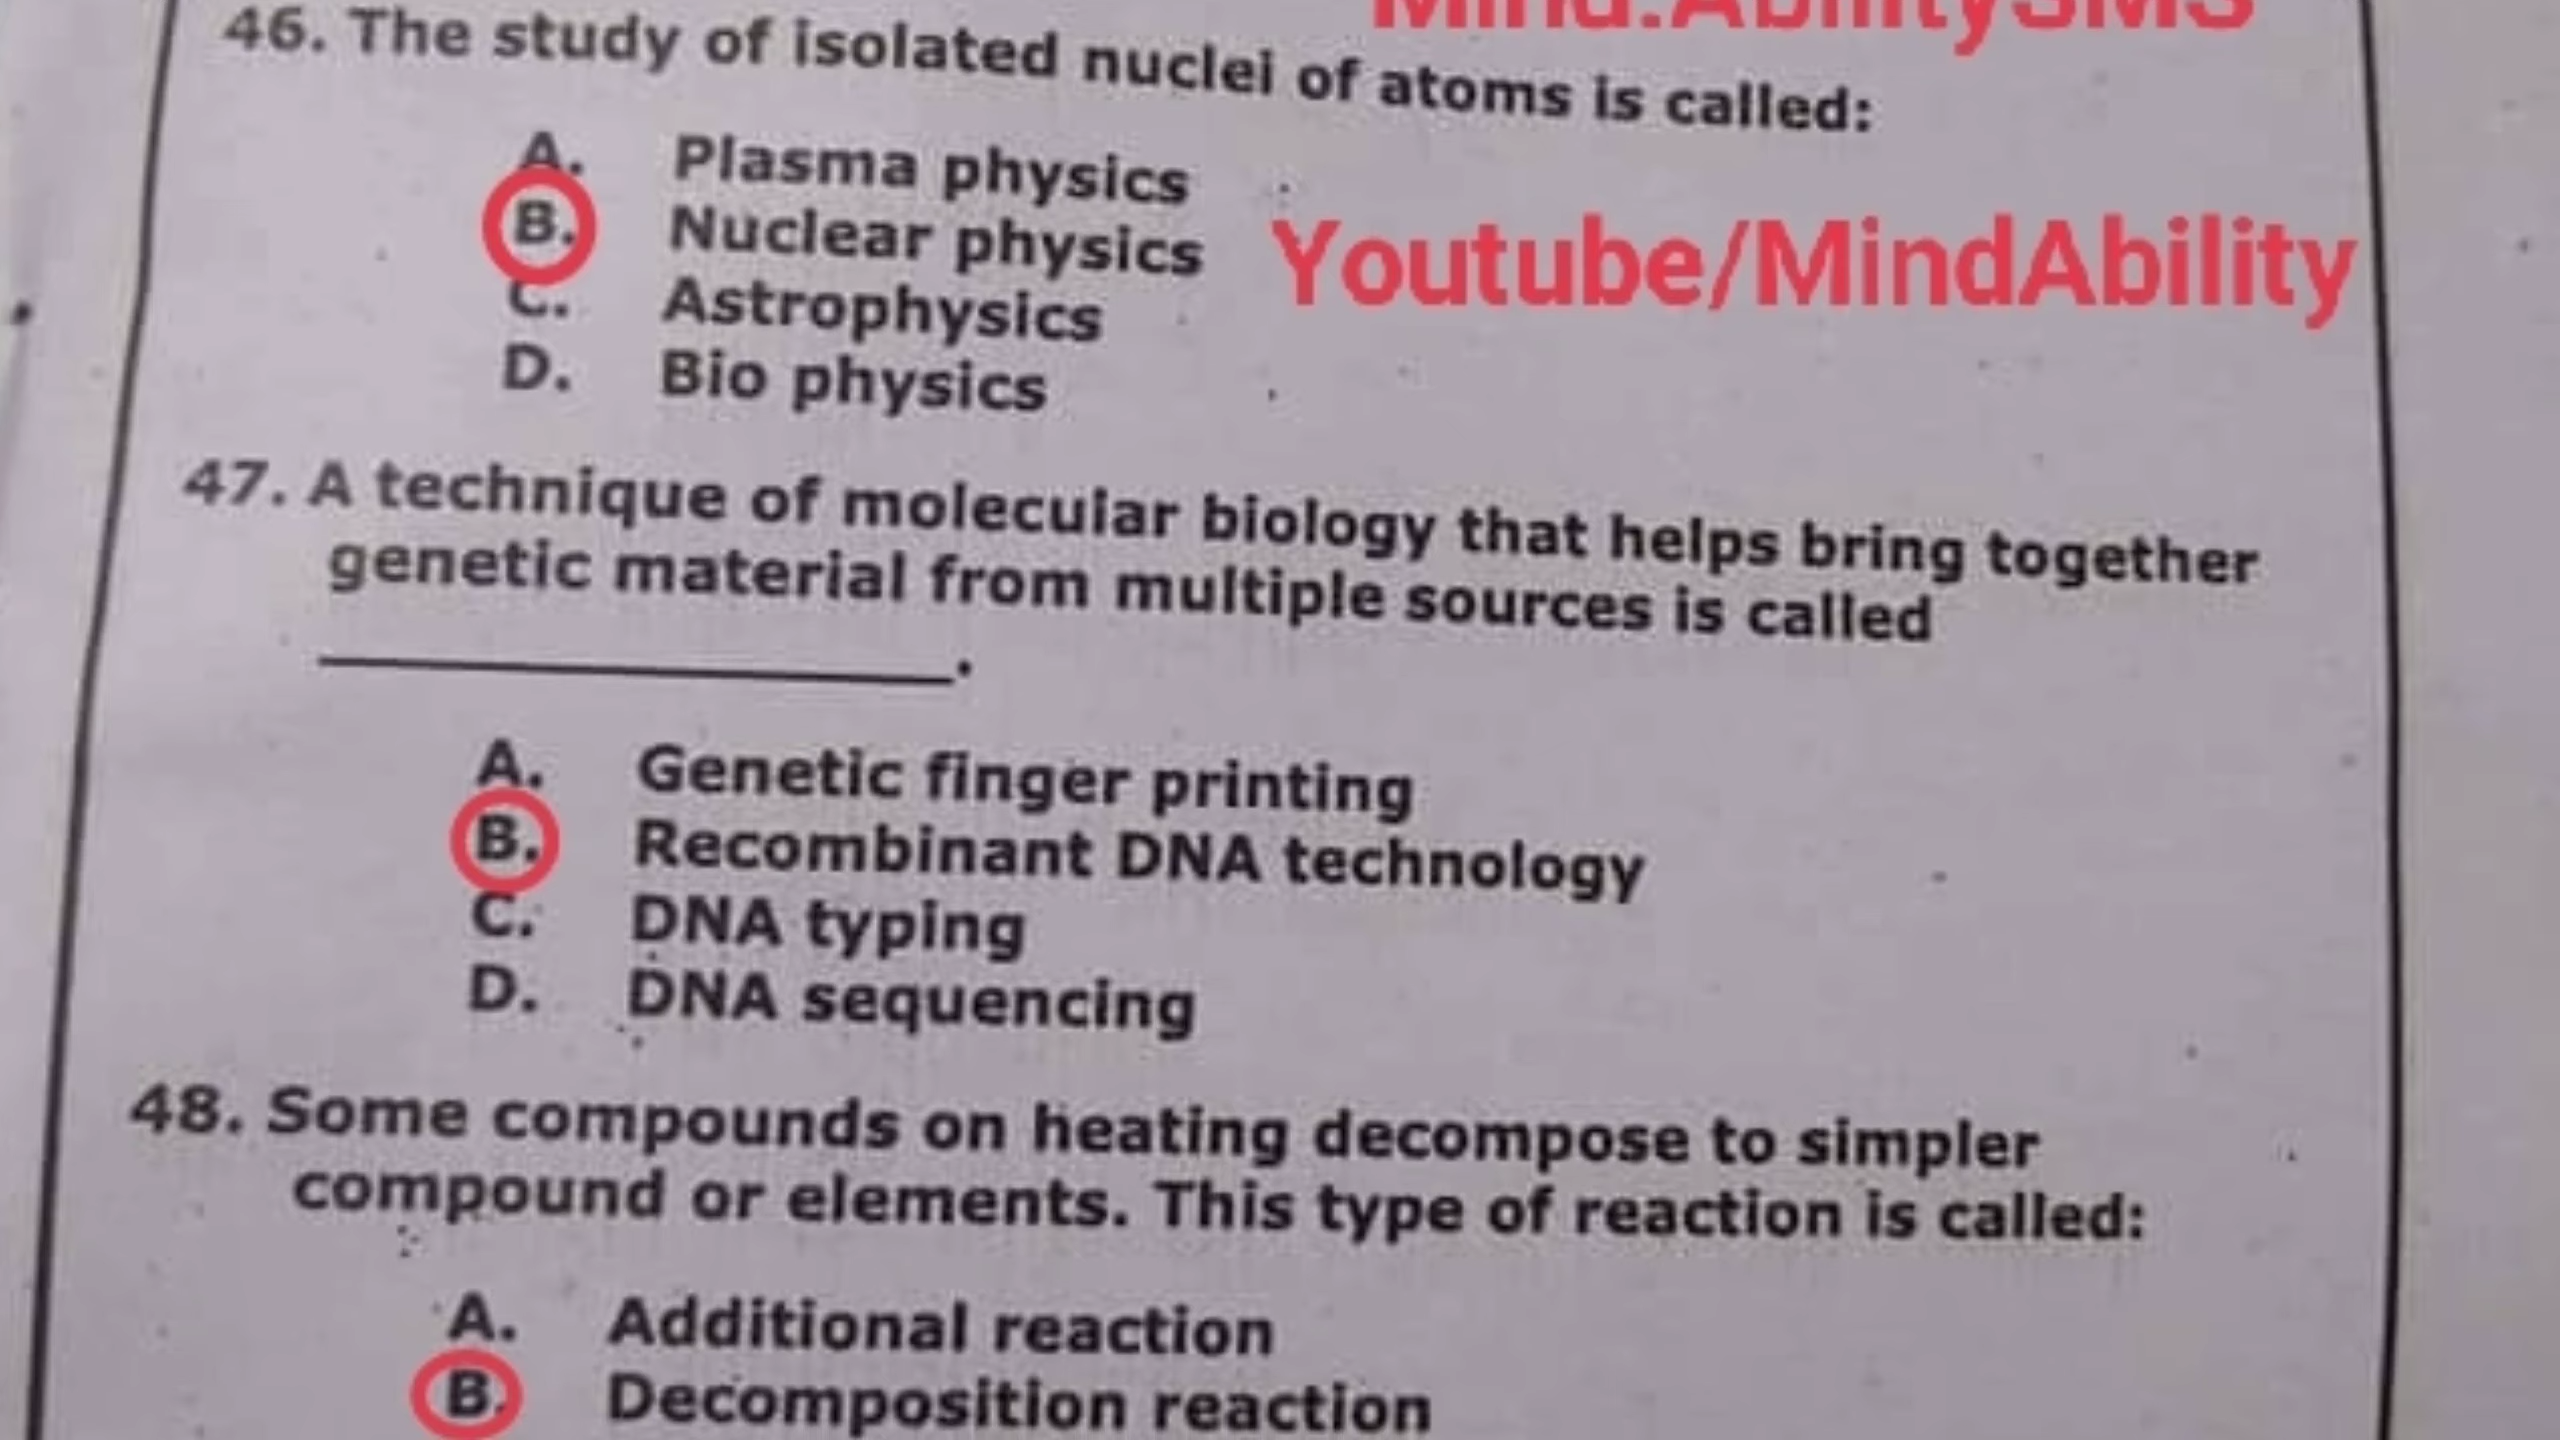 Mind.AbilitySMS
46. The study of isolated nuclei of atoms is called:
A. Plasma physics
B. Nuclear physics
Youtube/MindAbility
C. Astrophysics
D. Bio physics
47. A technique of molecular biology that helps bring together
genetic material from multiple sources is called
____________________.
A. Genetic finger printing
B. Recombinant DNA technology
C. DNA typing
D. DNA sequencing
48. Some compounds on heating decompose to simpler
compound or elements. This type of reaction is called:
A. Additional reaction
B. Decomposition reaction